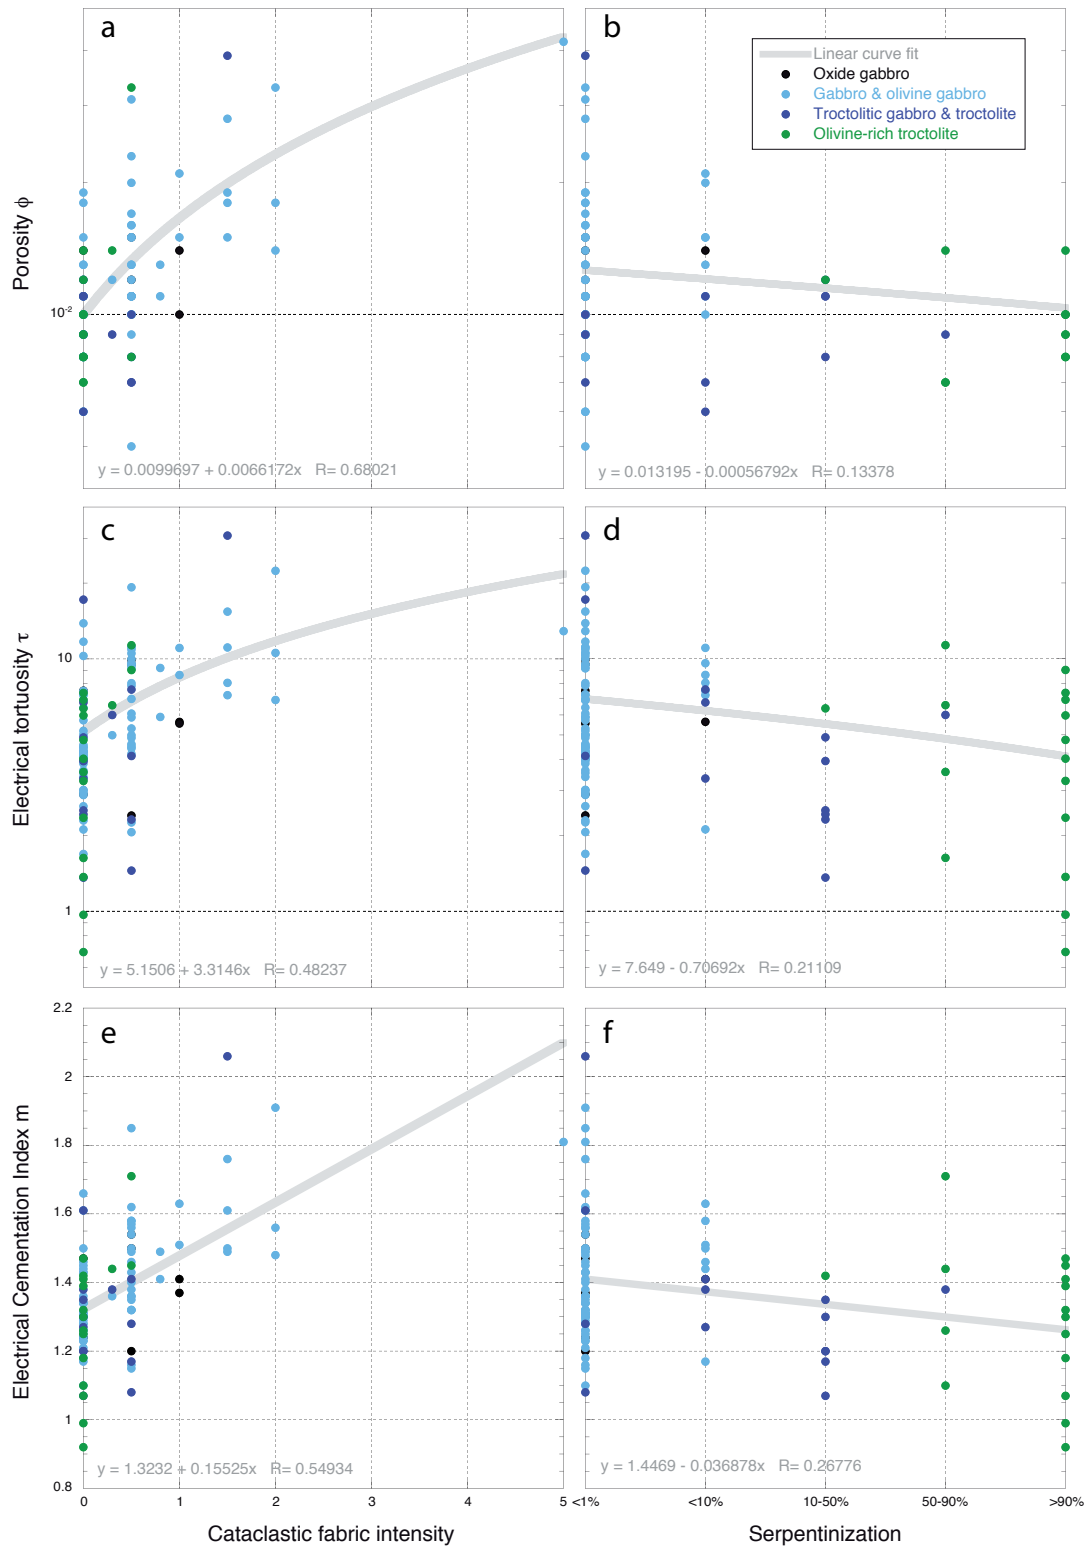 a
b
Linear curve fit
Oxide gabbro
Gabbro & olivine gabbro
Troctolitic gabbro & troctolite
Olivine-rich troctolite
Porosity ϕ
10-2
y = 0.0099697 + 0.0066172x R= 0.68021
y = 0.013195 - 0.00056792x R= 0.13378
c
d
Electrical tortuosity τ
10
1
y = 5.1506 + 3.3146x R= 0.48237
y = 7.649 - 0.70692x R= 0.21109
e
f
Electrical Cementation Index m
2.2
2
1.8
1.6
1.4
1.2
1
0.8
y = 1.3232 + 0.15525x R= 0.54934
y = 1.4469 - 0.036878x R= 0.26776
0 1 2 3 4 5
<1% <10% 10-50% 50-90% >90%
Cataclastic fabric intensity
Serpentinization